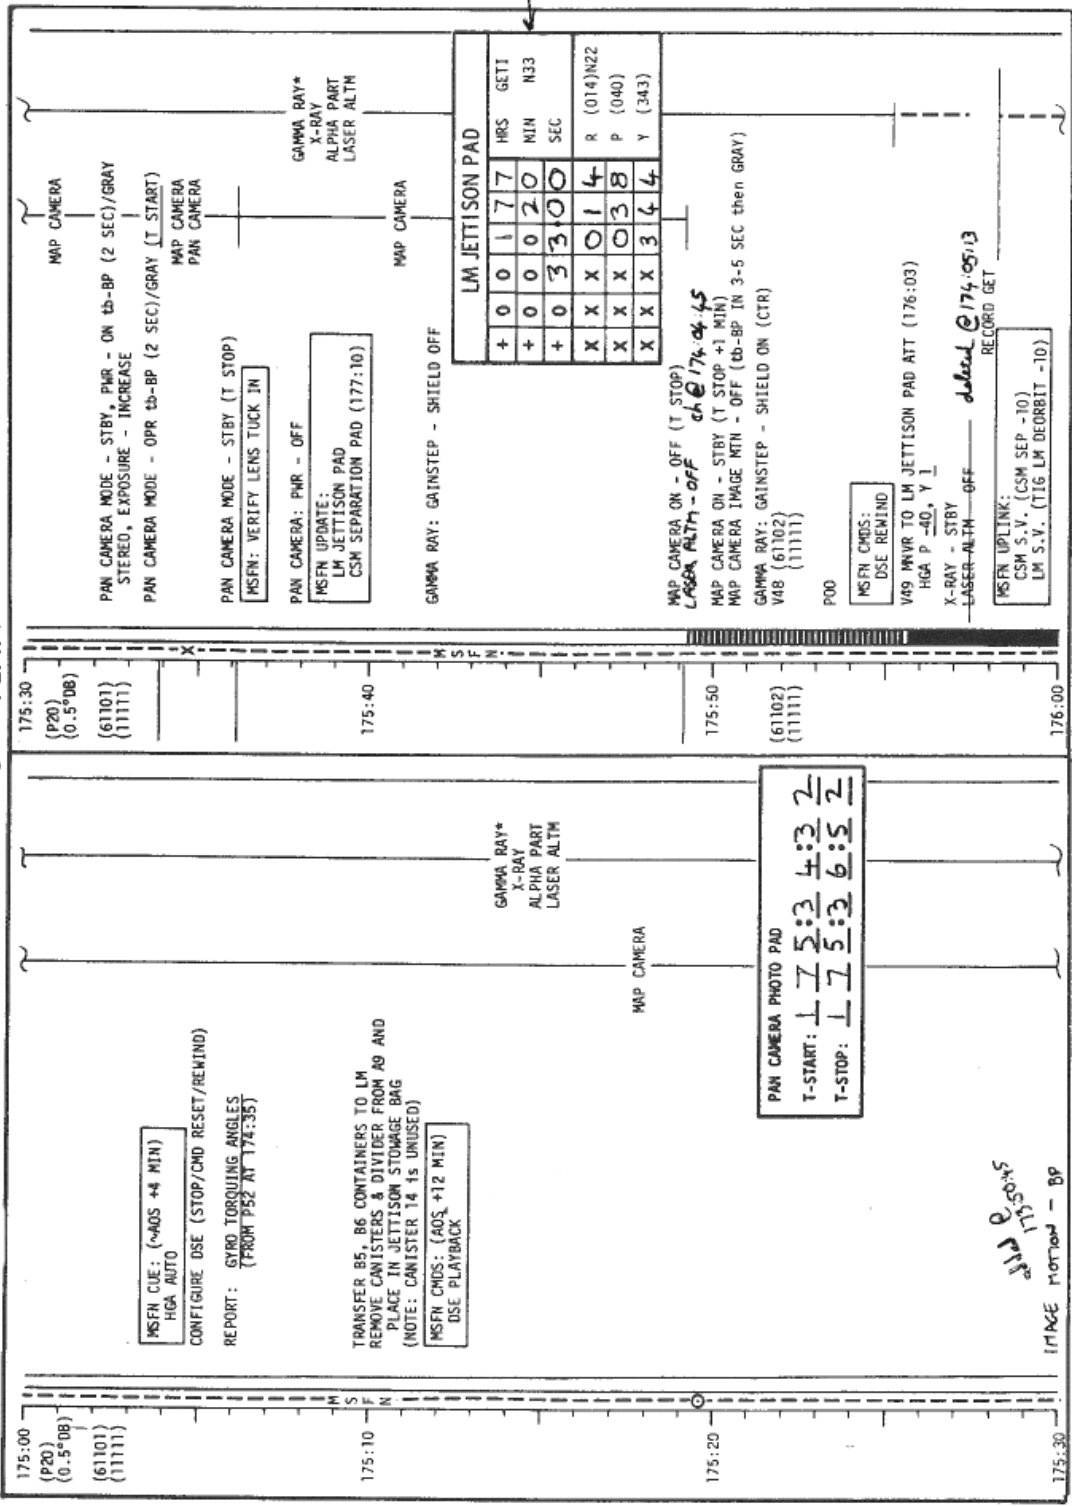 175:00
(P20)
(0.5°DB)
(61101)
(11111)
MSFN
175:10
175:20
175:30
MSFN CUE: (~AOS +4 MIN)
HGA AUTO
CONFIGURE DSE (STOP/CMD RESET/REWIND)
REPORT: GYRO TORQUING ANGLES
(FROM P52 AT 174:35)
TRANSFER B5, B6 CONTAINERS TO LM
REMOVE CANISTERS & DIVIDER FROM A9 AND
PLACE IN JETTISON STOWAGE BAG
(NOTE: CANISTER 14 is UNUSED)
MSFN CMDS: (AOS +12 MIN)
DSE PLAYBACK
IMAGE MOTION - BP
added @
173:50:45
MAP CAMERA
GAMMA RAY*
X-RAY
ALPHA PART
LASER ALTM
PAN CAMERA PHOTO PAD
T-START: 1 7 5:3 4:3 2
T-STOP: 1 7 5:3 6:5 2
175:30
(P20)
(0.5°DB)
(61101)
(11111)
X
MSFN
175:40
175:50
(61102)
(11111)
176:00
PAN CAMERA MODE - STBY, PWR - ON tb-BP (2 SEC)/GRAY
STEREO, EXPOSURE - INCREASE
PAN CAMERA MODE - OPR tb-BP (2 SEC)/GRAY (T START)
PAN CAMERA MODE - STBY (T STOP)
MSFN: VERIFY LENS TUCK IN
PAN CAMERA: PWR - OFF
MSFN UPDATE:
LM JETTISON PAD
CSM SEPARATION PAD (177:10)
GAMMA RAY: GAINSTEP - SHIELD OFF
MAP CAMERA ON - OFF (T STOP)
LASER ALTM - OFF ch @ 174:04:45
MAP CAMERA ON - STBY (T STOP +1 MIN)
MAP CAMERA IMAGE MTN - OFF (tb-BP IN 3-5 SEC then GRAY)
GAMMA RAY: GAINSTEP - SHIELD ON (CTR)
V48 (61102)
(11111)
P00
MSFN CMDS:
DSE REWIND
V49 MNVR TO LM JETTISON PAD ATT (176:03)
HGA P -40, Y 1
X-RAY - STBY
LASER ALTM - OFF deleted @ 174:05:13
RECORD GET
MSFN UPLINK:
CSM S.V. (CSM SEP -10)
LM S.V. (TIG LM DEORBIT -10)
MAP CAMERA
MAP CAMERA
PAN CAMERA
MAP CAMERA
GAMMA RAY*
X-RAY
ALPHA PART
LASER ALTM
LM JETTISON PAD
+ 0 0 1 7 7 HRS GETI
+ 0 0 0 2 0 MIN N33
+ 0 3 3 0 0 SEC
X X X 0 1 4 R (014)N22
X X X 0 3 8 P (040)
X X X 3 4 4 Y (343)